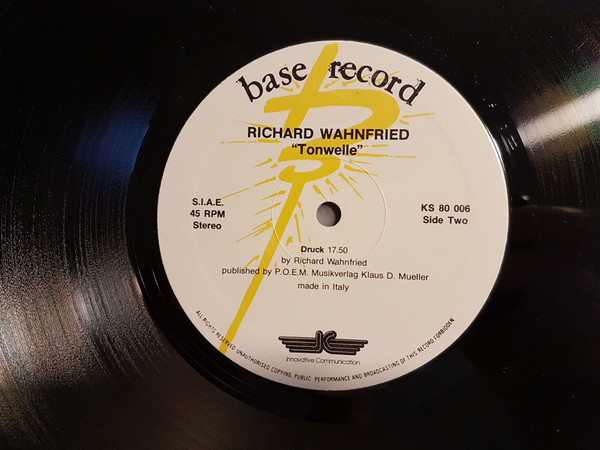 base record
RICHARD WAHNFRIED
"Tonwelle"
S.I.A.E.
45 RPM
Stereo
KS 80 006
Side Two
Druck 17.50
by Richard Wahnfried
published by P.O.E.M. Musikverlag Klaus D. Mueller
made in Italy
IC
Innovative Communication
ALL RIGHTS RESERVED UNAUTHORISED COPYING, PUBLIC PERFORMANCE AND BROADCASTING OF THIS RECORD FORBIDDEN